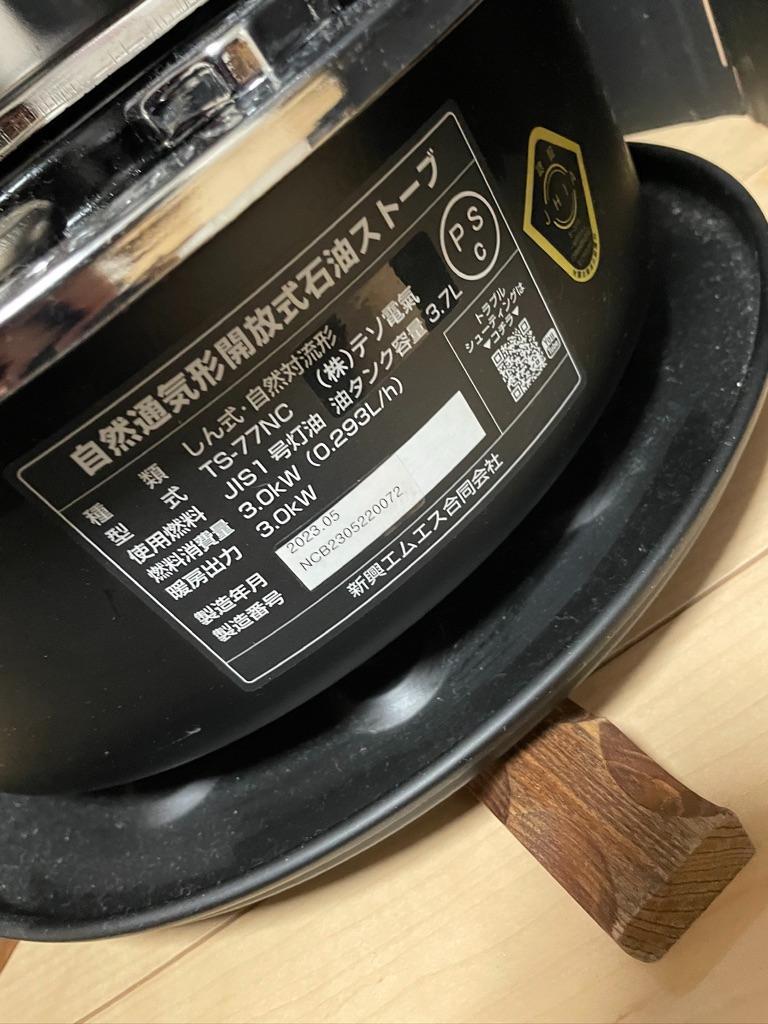 自然通気形開放式石油ストーブ
種類 しん式・自然対流形
型式 TS-77NC (株)テソ電氣
使用燃料 JIS1号灯油 油タンク容量 3.7L
燃料消費量 3.0kW (0.293L/h)
暖房出力 3.0kW
製造年月 2023.05
製造番号 NCB2305220072
新興エムエス合同会社
PSC
トラブル
シューティングは
▼コチラ▼
JHIA